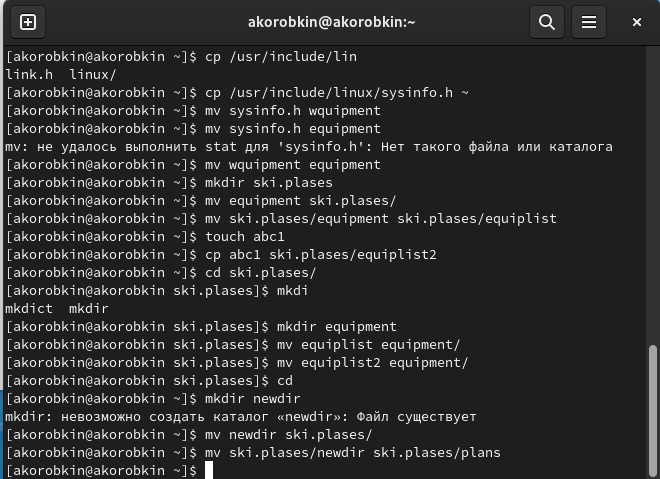 akorobkin@akorobkin:~
[akorobkin@akorobkin ~]$ cp /usr/include/lin
link.h  linux/
[akorobkin@akorobkin ~]$ cp /usr/include/linux/sysinfo.h ~
[akorobkin@akorobkin ~]$ mv sysinfo.h wquipment
[akorobkin@akorobkin ~]$ mv sysinfo.h equipment
mv: не удалось выполнить stat для 'sysinfo.h': Нет такого файла или каталога
[akorobkin@akorobkin ~]$ mv wquipment equipment
[akorobkin@akorobkin ~]$ mkdir ski.plases
[akorobkin@akorobkin ~]$ mv equipment ski.plases/
[akorobkin@akorobkin ~]$ mv ski.plases/equipment ski.plases/equiplist
[akorobkin@akorobkin ~]$ touch abc1
[akorobkin@akorobkin ~]$ cp abc1 ski.plases/equiplist2
[akorobkin@akorobkin ~]$ cd ski.plases/
[akorobkin@akorobkin ski.plases]$ mkdi
mkdict  mkdir
[akorobkin@akorobkin ski.plases]$ mkdir equipment
[akorobkin@akorobkin ski.plases]$ mv equiplist equipment/
[akorobkin@akorobkin ski.plases]$ mv equiplist2 equipment/
[akorobkin@akorobkin ski.plases]$ cd
[akorobkin@akorobkin ~]$ mkdir newdir
mkdir: невозможно создать каталог «newdir»: Файл существует
[akorobkin@akorobkin ~]$ mv newdir ski.plases/
[akorobkin@akorobkin ~]$ mv ski.plases/newdir ski.plases/plans
[akorobkin@akorobkin ~]$